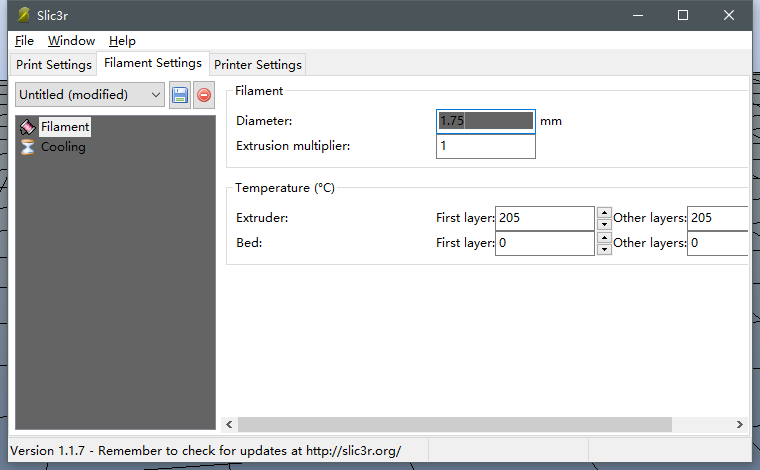 Slic3r
File Window Help
Print Settings Filament Settings Printer Settings
Untitled (modified)
Filament
Cooling
Filament
Diameter: 1.75 mm
Extrusion multiplier: 1
Temperature (°C)
Extruder: First layer: 205 Other layers: 205
Bed: First layer: 0 Other layers: 0
Version 1.1.7 - Remember to check for updates at http://slic3r.org/